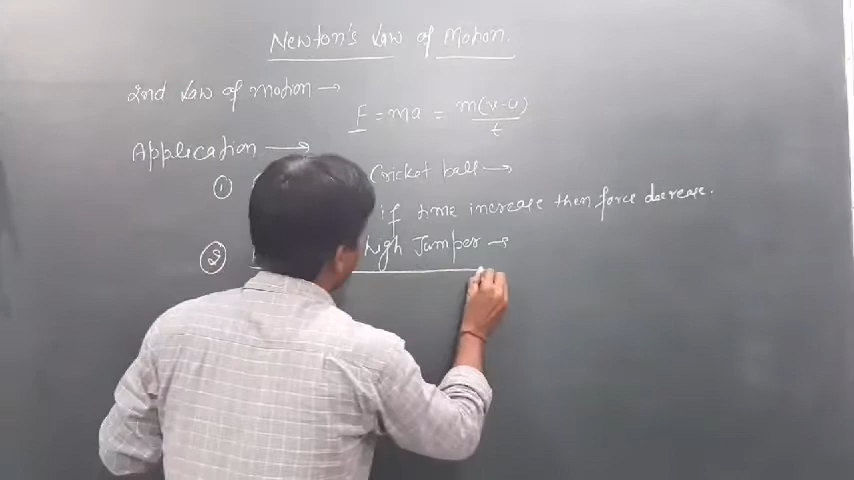 Newton's Law of Motion.
2nd Law of motion →
F = ma = m(v-u)/t
Application →
① Cricket ball →
if time increase then force decrease.
② high Jumper →